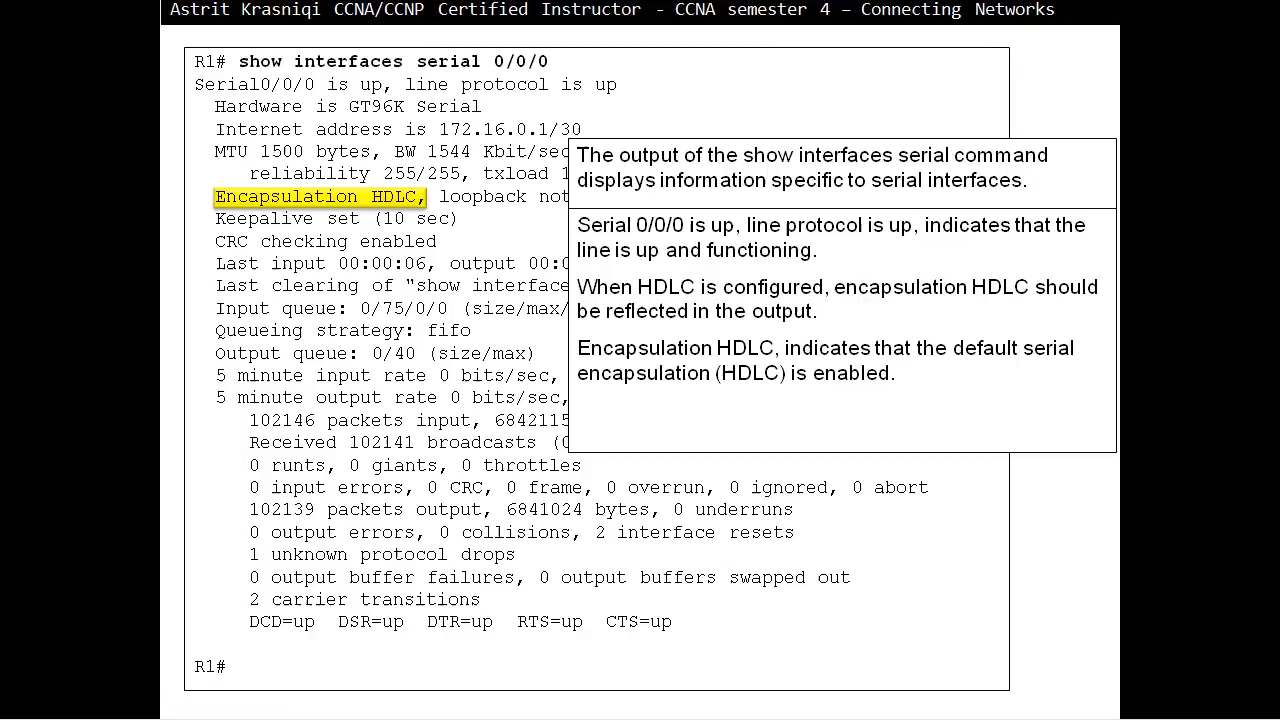 Astrit Krasniqi CCNA/CCNP Certified Instructor - CCNA semester 4 – Connecting Networks
R1# show interfaces serial 0/0/0
Serial0/0/0 is up, line protocol is up
Hardware is GT96K Serial
Internet address is 172.16.0.1/30
MTU 1500 bytes, BW 1544 Kbit/sec
reliability 255/255, txload 1
Encapsulation HDLC, loopback not
Keepalive set (10 sec)
CRC checking enabled
Last input 00:00:06, output 00:0
Last clearing of "show interface
Input queue: 0/75/0/0 (size/max/
Queueing strategy: fifo
Output queue: 0/40 (size/max)
5 minute input rate 0 bits/sec,
5 minute output rate 0 bits/sec,
102146 packets input, 6842115
Received 102141 broadcasts (0
0 runts, 0 giants, 0 throttles
0 input errors, 0 CRC, 0 frame, 0 overrun, 0 ignored, 0 abort
102139 packets output, 6841024 bytes, 0 underruns
0 output errors, 0 collisions, 2 interface resets
1 unknown protocol drops
0 output buffer failures, 0 output buffers swapped out
2 carrier transitions
DCD=up DSR=up DTR=up RTS=up CTS=up
R1#
The output of the show interfaces serial command
displays information specific to serial interfaces.
Serial 0/0/0 is up, line protocol is up, indicates that the
line is up and functioning.
When HDLC is configured, encapsulation HDLC should
be reflected in the output.
Encapsulation HDLC, indicates that the default serial
encapsulation (HDLC) is enabled.